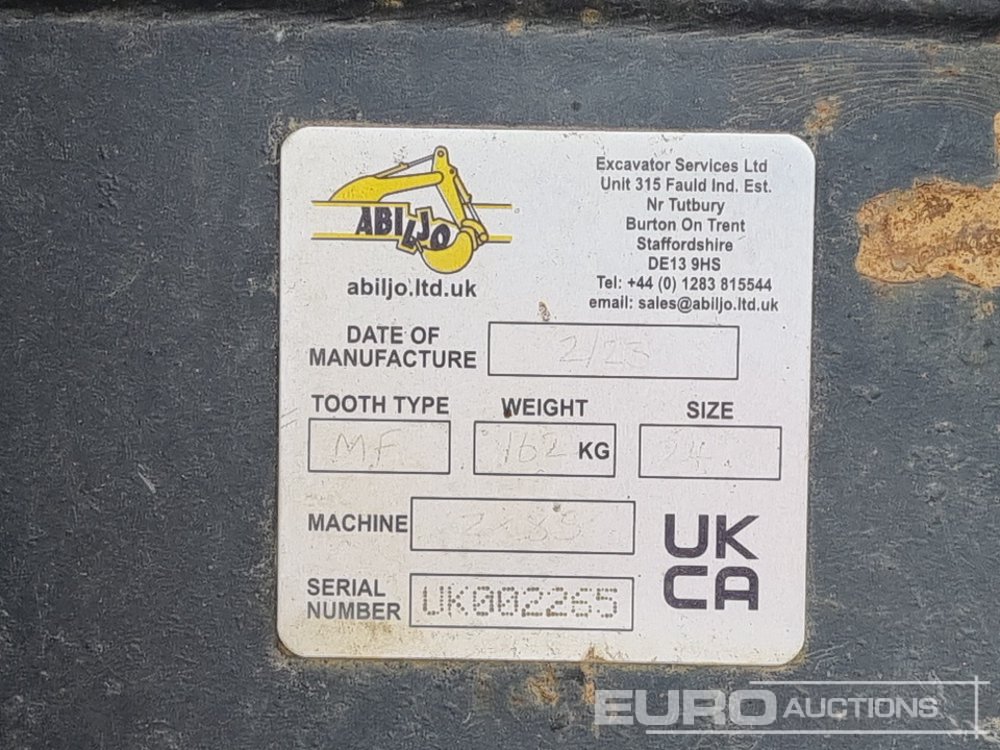 ABILJO
abiljo.ltd.uk
Excavator Services Ltd
Unit 315 Fauld Ind. Est.
Nr Tutbury
Burton On Trent
Staffordshire
DE13 9HS
Tel: +44 (0) 1283 815544
email: sales@abiljo.ltd.uk
DATE OF
MANUFACTURE 2/23
TOOTH TYPE WEIGHT SIZE
MF 162 KG 24
MACHINE
SERIAL
NUMBER UK002265
UK
CA
EURO AUCTIONS